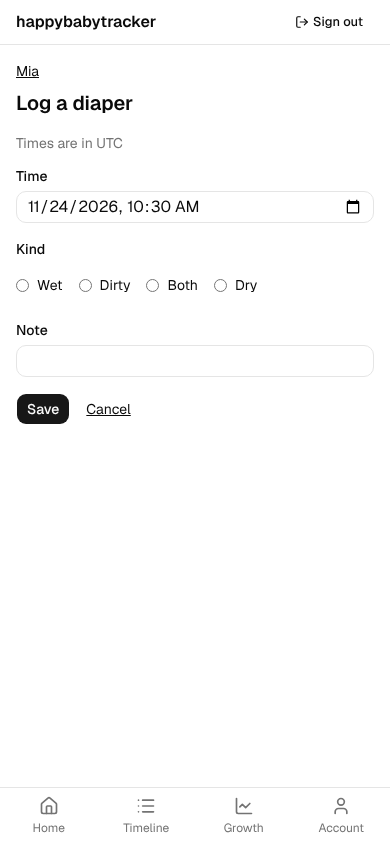 happybabytracker
Sign out
Mia
Log a diaper
Times are in UTC
Time
11/24/2026, 10:30 AM
Kind
Wet Dirty Both Dry
Note
Save Cancel
Home Timeline Growth Account